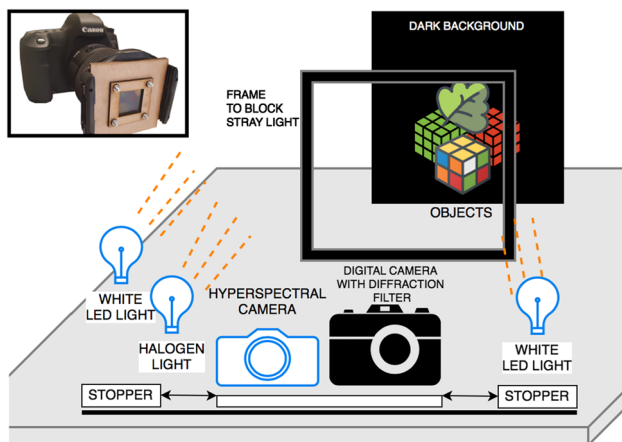 Canon
DARK BACKGROUND
FRAME
TO BLOCK
STRAY LIGHT
OBJECTS
DIGITAL CAMERA
WITH DIFFRACTION
FILTER
HYPERSPECTRAL
CAMERA
WHITE
LED LIGHT
HALOGEN
LIGHT
WHITE
LED LIGHT
STOPPER
STOPPER